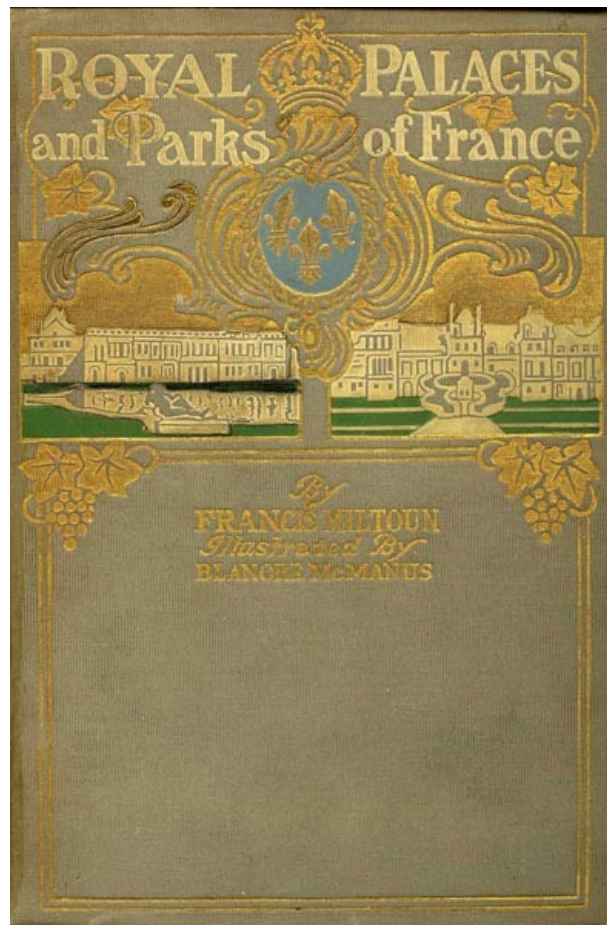 ROYAL PALACES
and Parks of France
By
FRANCIS MILTOUN
Illustrated By
BLANCHE McMANUS